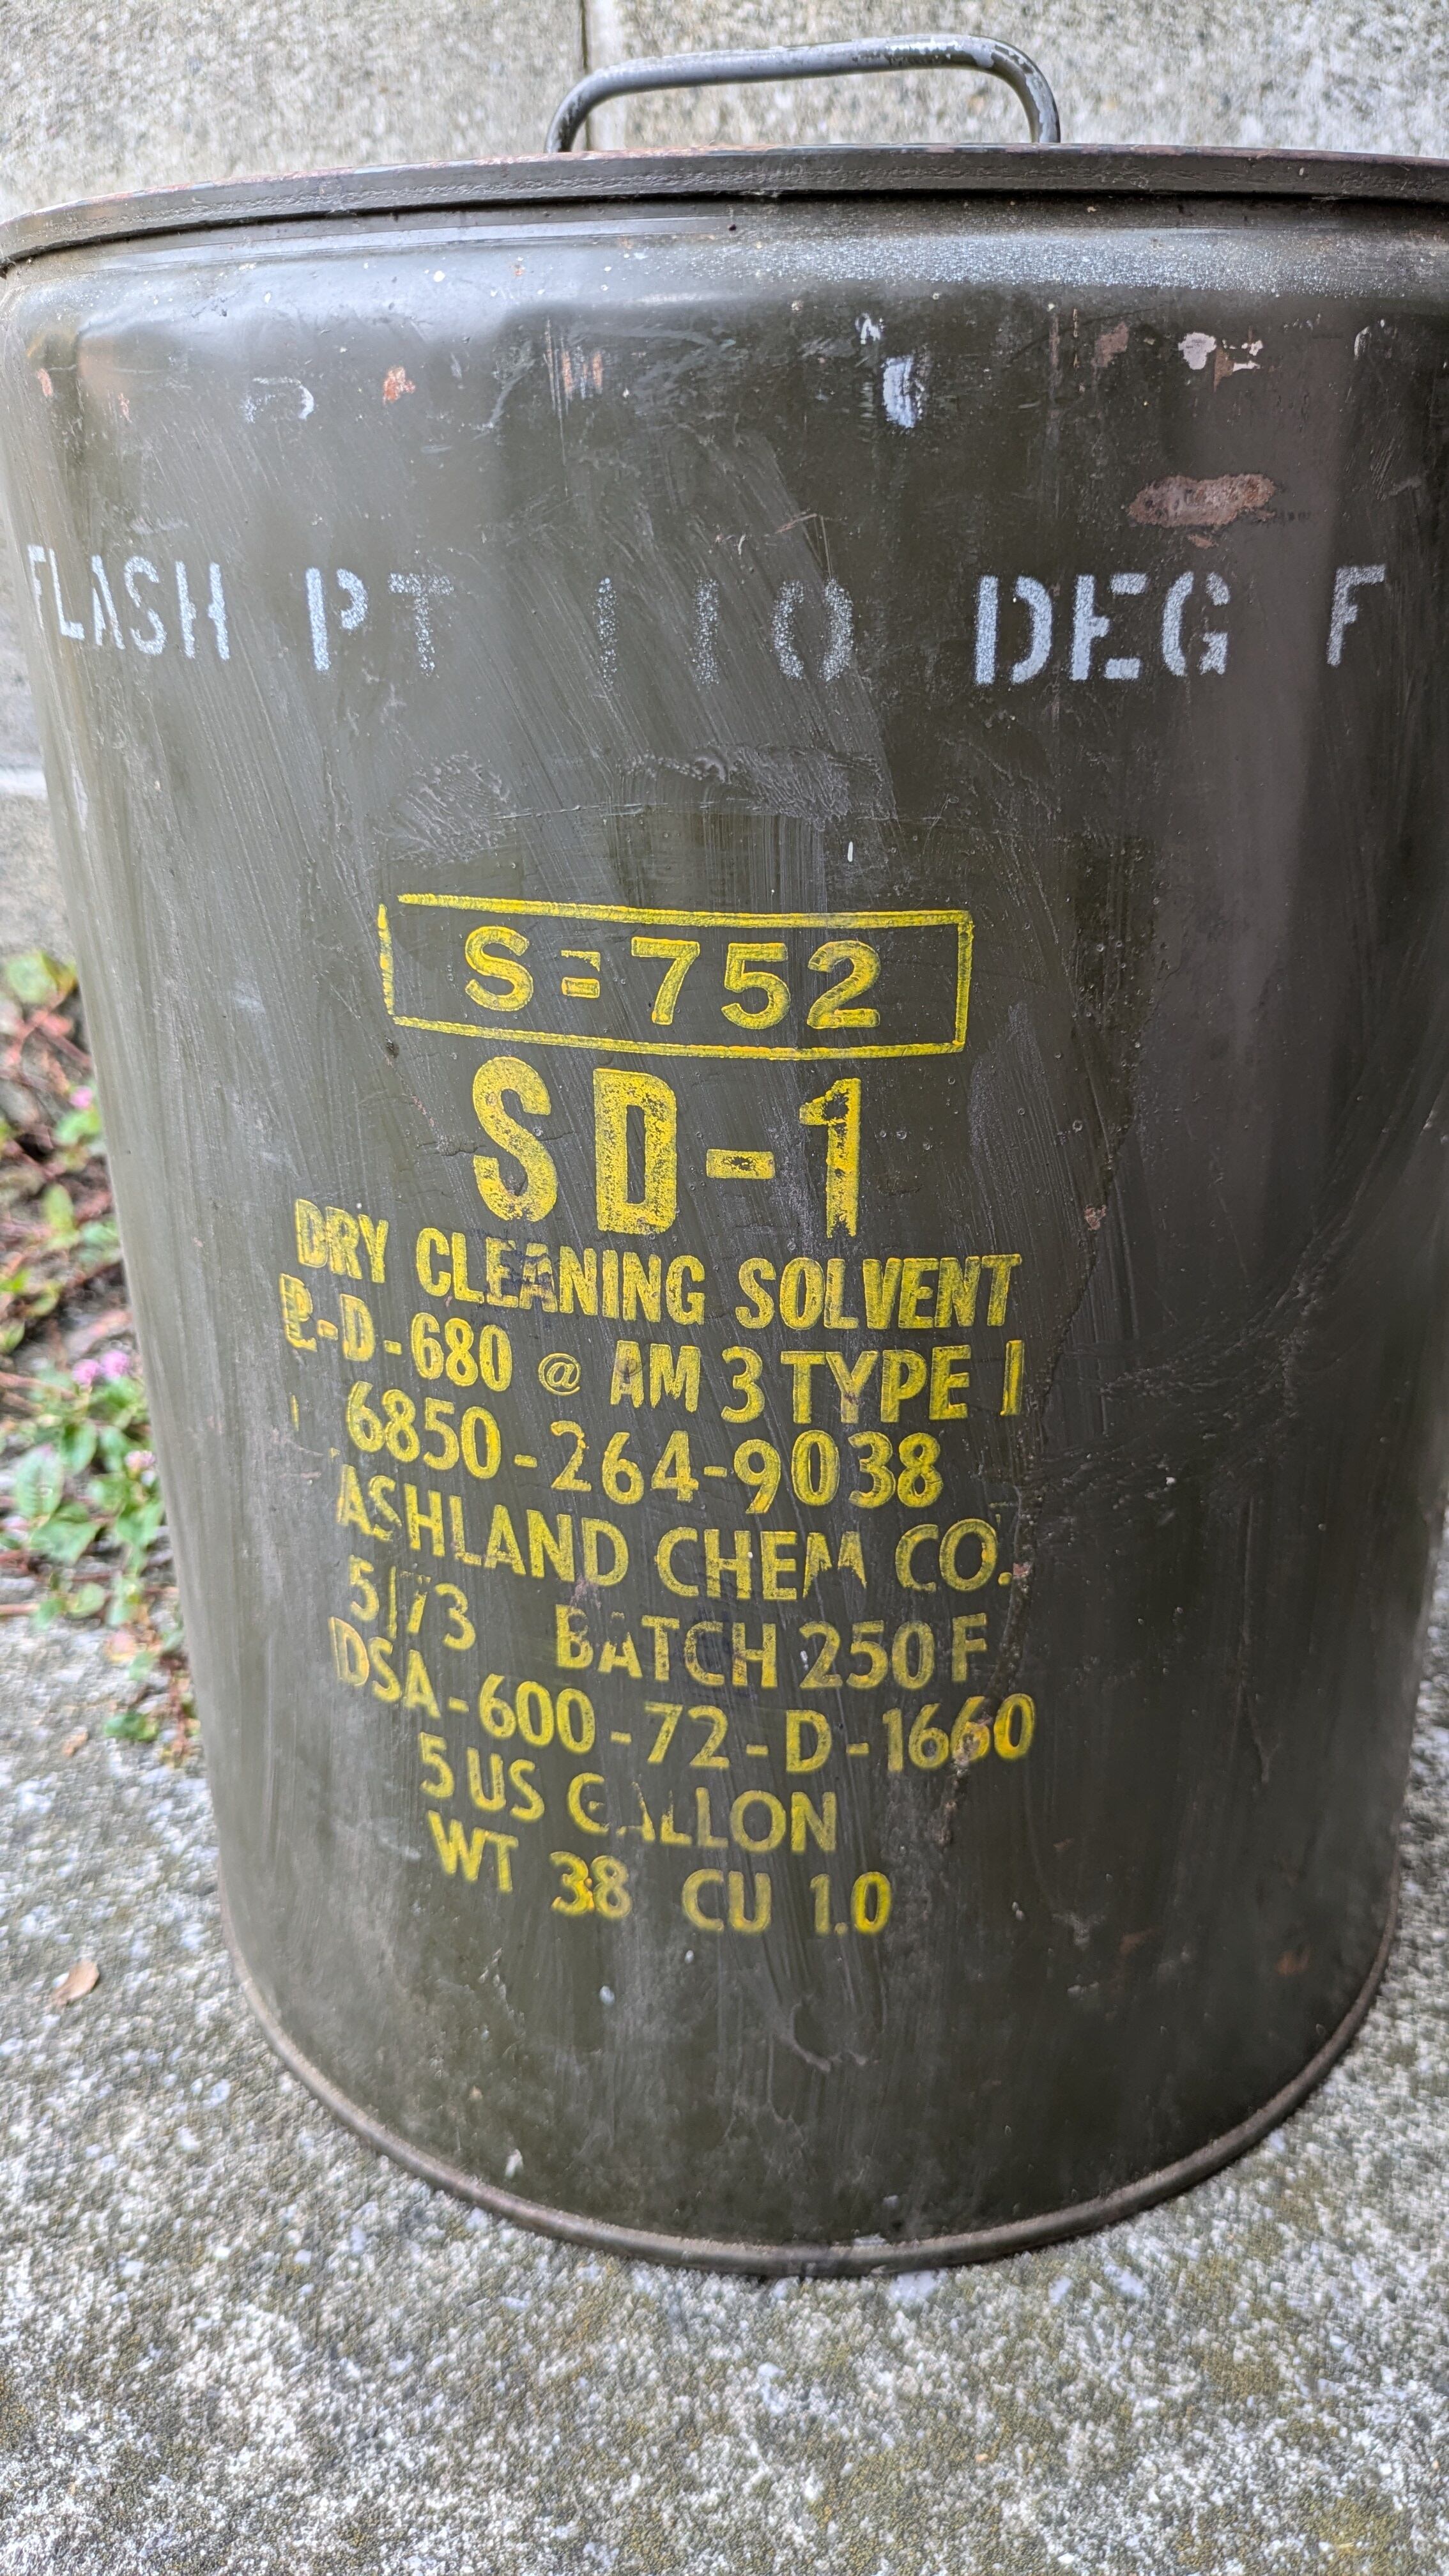 FLASH PT 110 DEG F
S=752
SD-1
DRY CLEANING SOLVENT
P-D-680 @ AM 3 TYPE I
6850-264-9038
ASHLAND CHEM CO.
5/73 BATCH 250F
DSA-600-72-D-1660
5 US GALLON
WT 38 CU 1.0